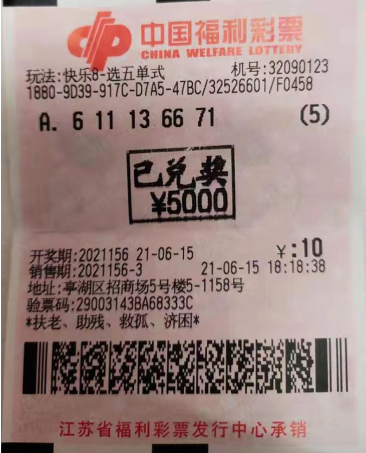 中国福利彩票
CHINA WELFARE LOTTERY
玩法:快乐8-选五单式 机号:32090123
1880-9D39-917C-D7A5-47BC/32526601/F0458
A. 6 11 13 66 71 (5)
已兑奖
¥5000
开奖期:2021156 21-06-15 ¥:10
销售期:2021156-3 21-06-15 18:18:38
地址:亭湖区招商场5号楼5-1158号
验票码:29003143BA68333C
*扶老、助残、救孤、济困*
江苏省福利彩票发行中心承销